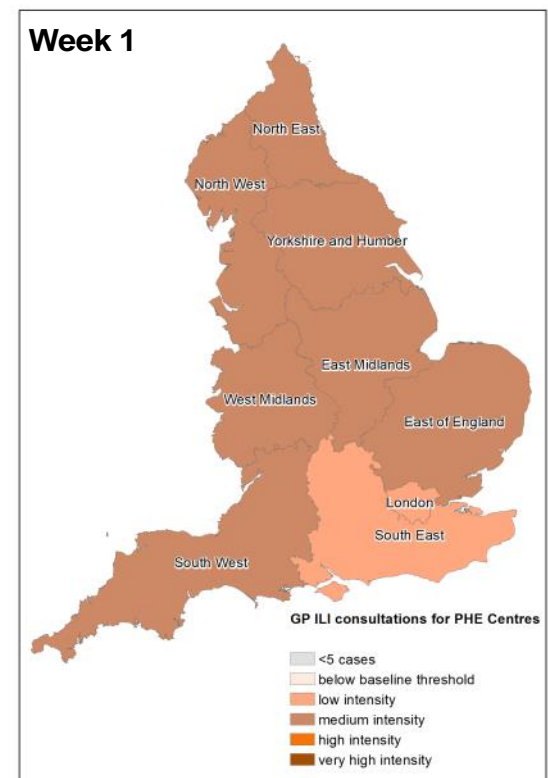 Week 1
North East
North West
Yorkshire and Humber
East Midlands
West Midlands
East of England
London
South East
South West
GP ILI consultations for PHE Centres
<5 cases
below baseline threshold
low intensity
medium intensity
high intensity
very high intensity